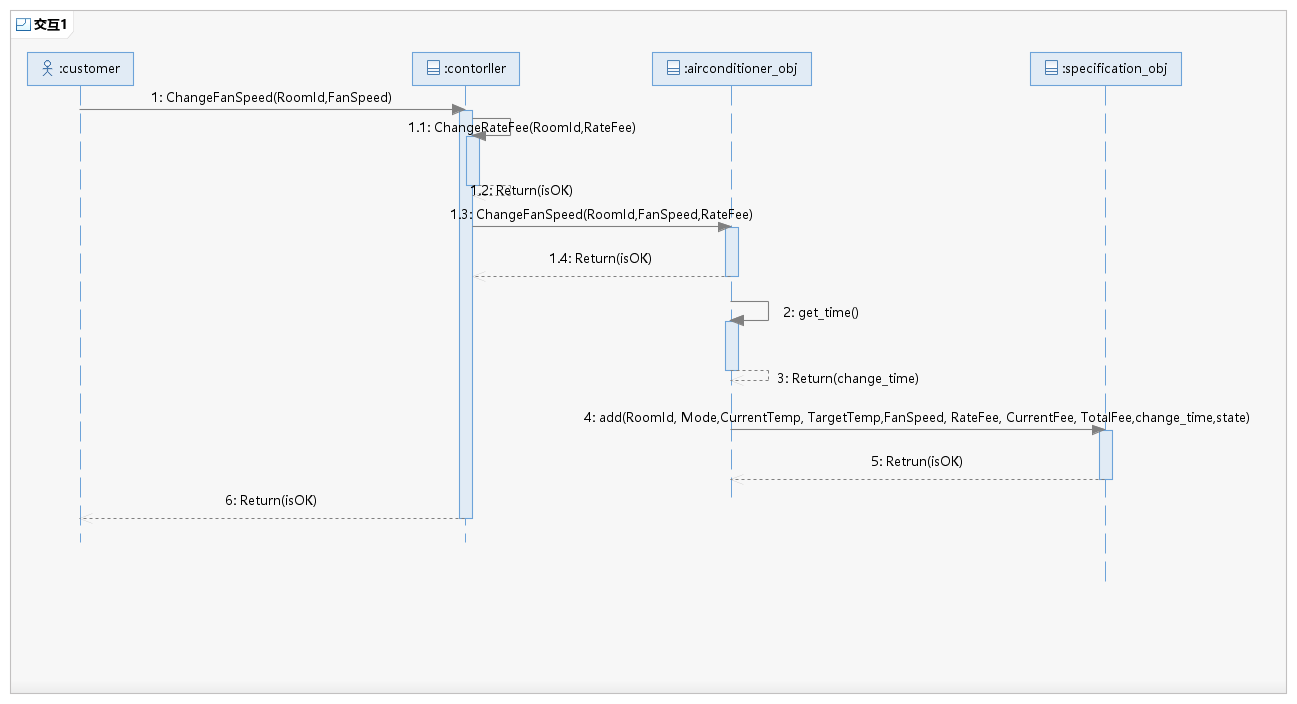 交互1
:customer
:contorller
:airconditioner_obj
:specification_obj
1: ChangeFanSpeed(RoomId,FanSpeed)
1.1: ChangeRateFee(RoomId,RateFee)
1.2: Return(isOK)
1.3: ChangeFanSpeed(RoomId,FanSpeed,RateFee)
1.4: Return(isOK)
2: get_time()
3: Return(change_time)
4: add(RoomId, Mode,CurrentTemp, TargetTemp,FanSpeed, RateFee, CurrentFee, TotalFee,change_time,state)
5: Retrun(isOK)
6: Return(isOK)